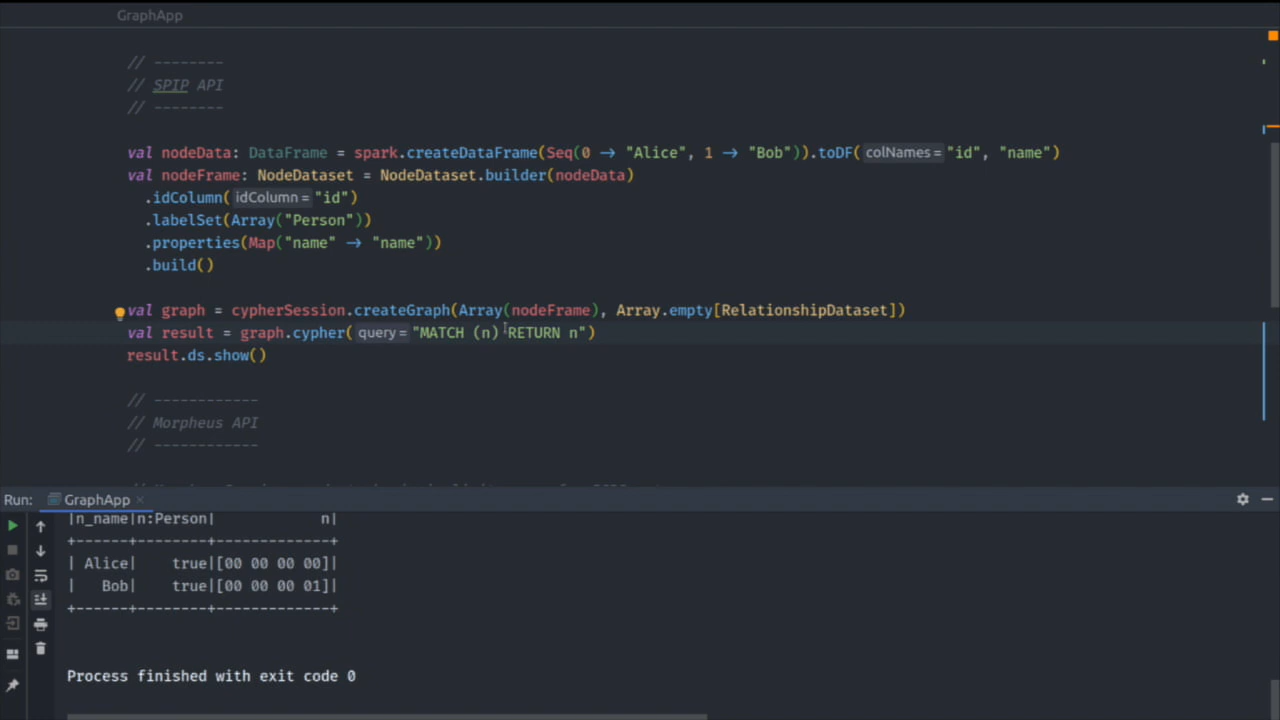 GraphApp
// --------
// SPIP API
// --------
val nodeData: DataFrame = spark.createDataFrame(Seq(0 → "Alice", 1 → "Bob")).toDF(colNames = "id", "name")
val nodeFrame: NodeDataset = NodeDataset.builder(nodeData)
.idColumn(idColumn = "id")
.labelSet(Array("Person"))
.properties(Map("name" → "name"))
.build()
val graph = cypherSession.createGraph(Array(nodeFrame), Array.empty[RelationshipDataset])
val result = graph.cypher(query = "MATCH (n) RETURN n")
result.ds.show()
// ------------
// Morpheus API
// ------------
Run: GraphApp ×
|n_name|n:Person|            n|
+------+--------+-------------+
| Alice|    true|[00 00 00 00]|
|   Bob|    true|[00 00 00 01]|
+------+--------+-------------+
Process finished with exit code 0